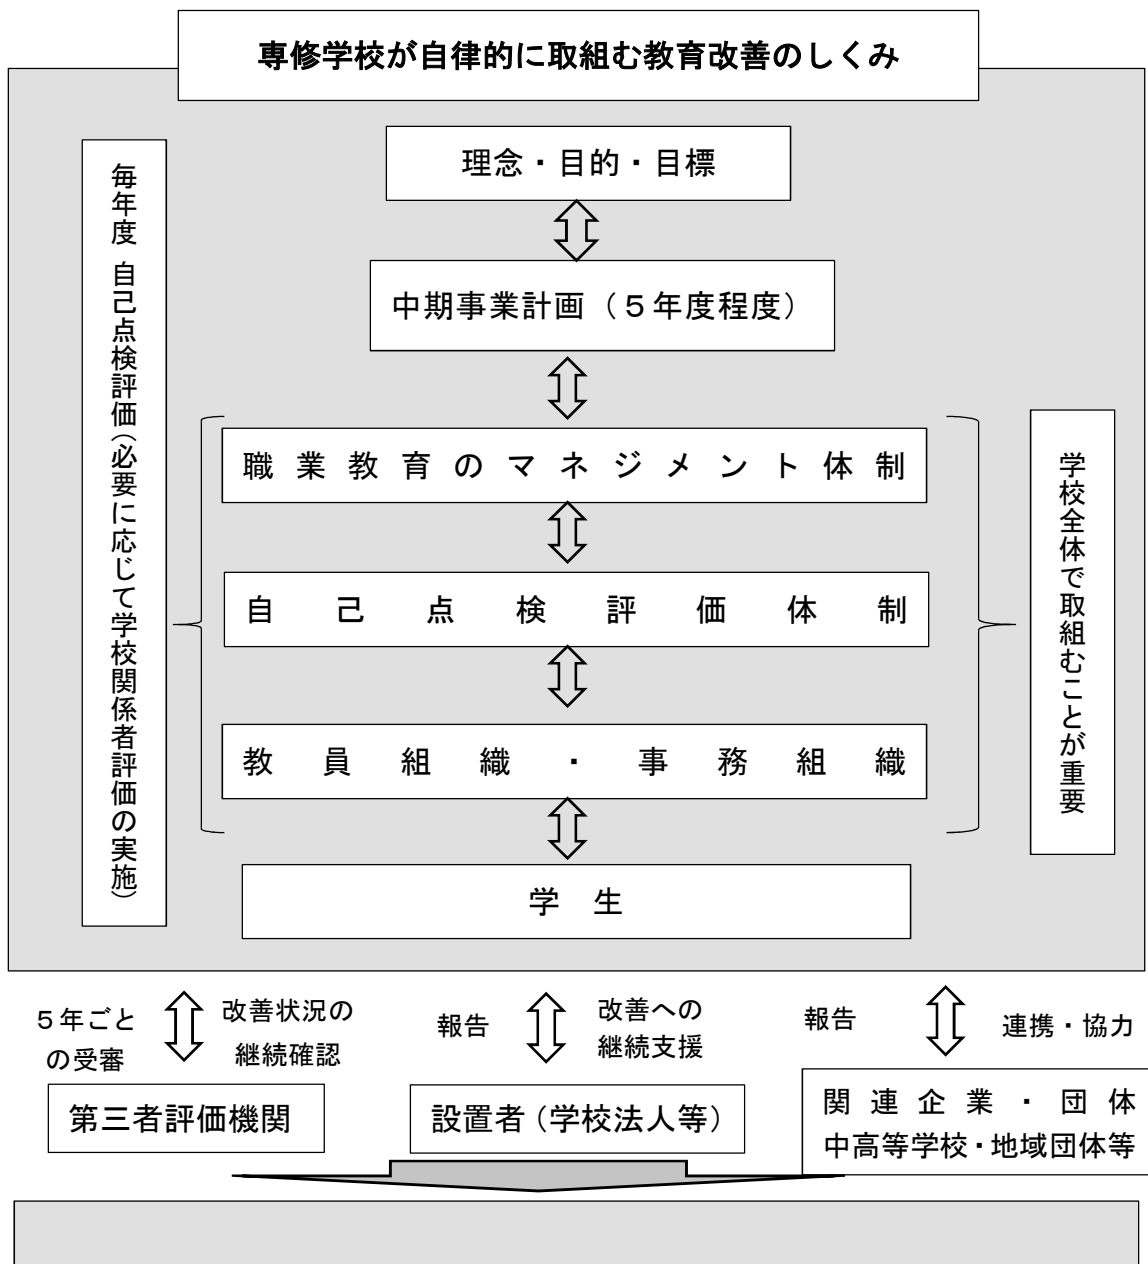 専修学校が自律的に取組む教育改善のしくみ
毎年度 自己点検評価(必要に応じて学校関係者評価の実施)
理念・目的・目標
中期事業計画(5年度程度)
職業教育のマネジメント体制
自己点検評価体制
教員組織・事務組織
学生
学校全体で取組むことが重要
5年ごと
の受審
改善状況の
継続確認
報告
改善への
継続支援
報告
連携・協力
第三者評価機関
設置者(学校法人等)
関連企業・団体
中高等学校・地域団体等